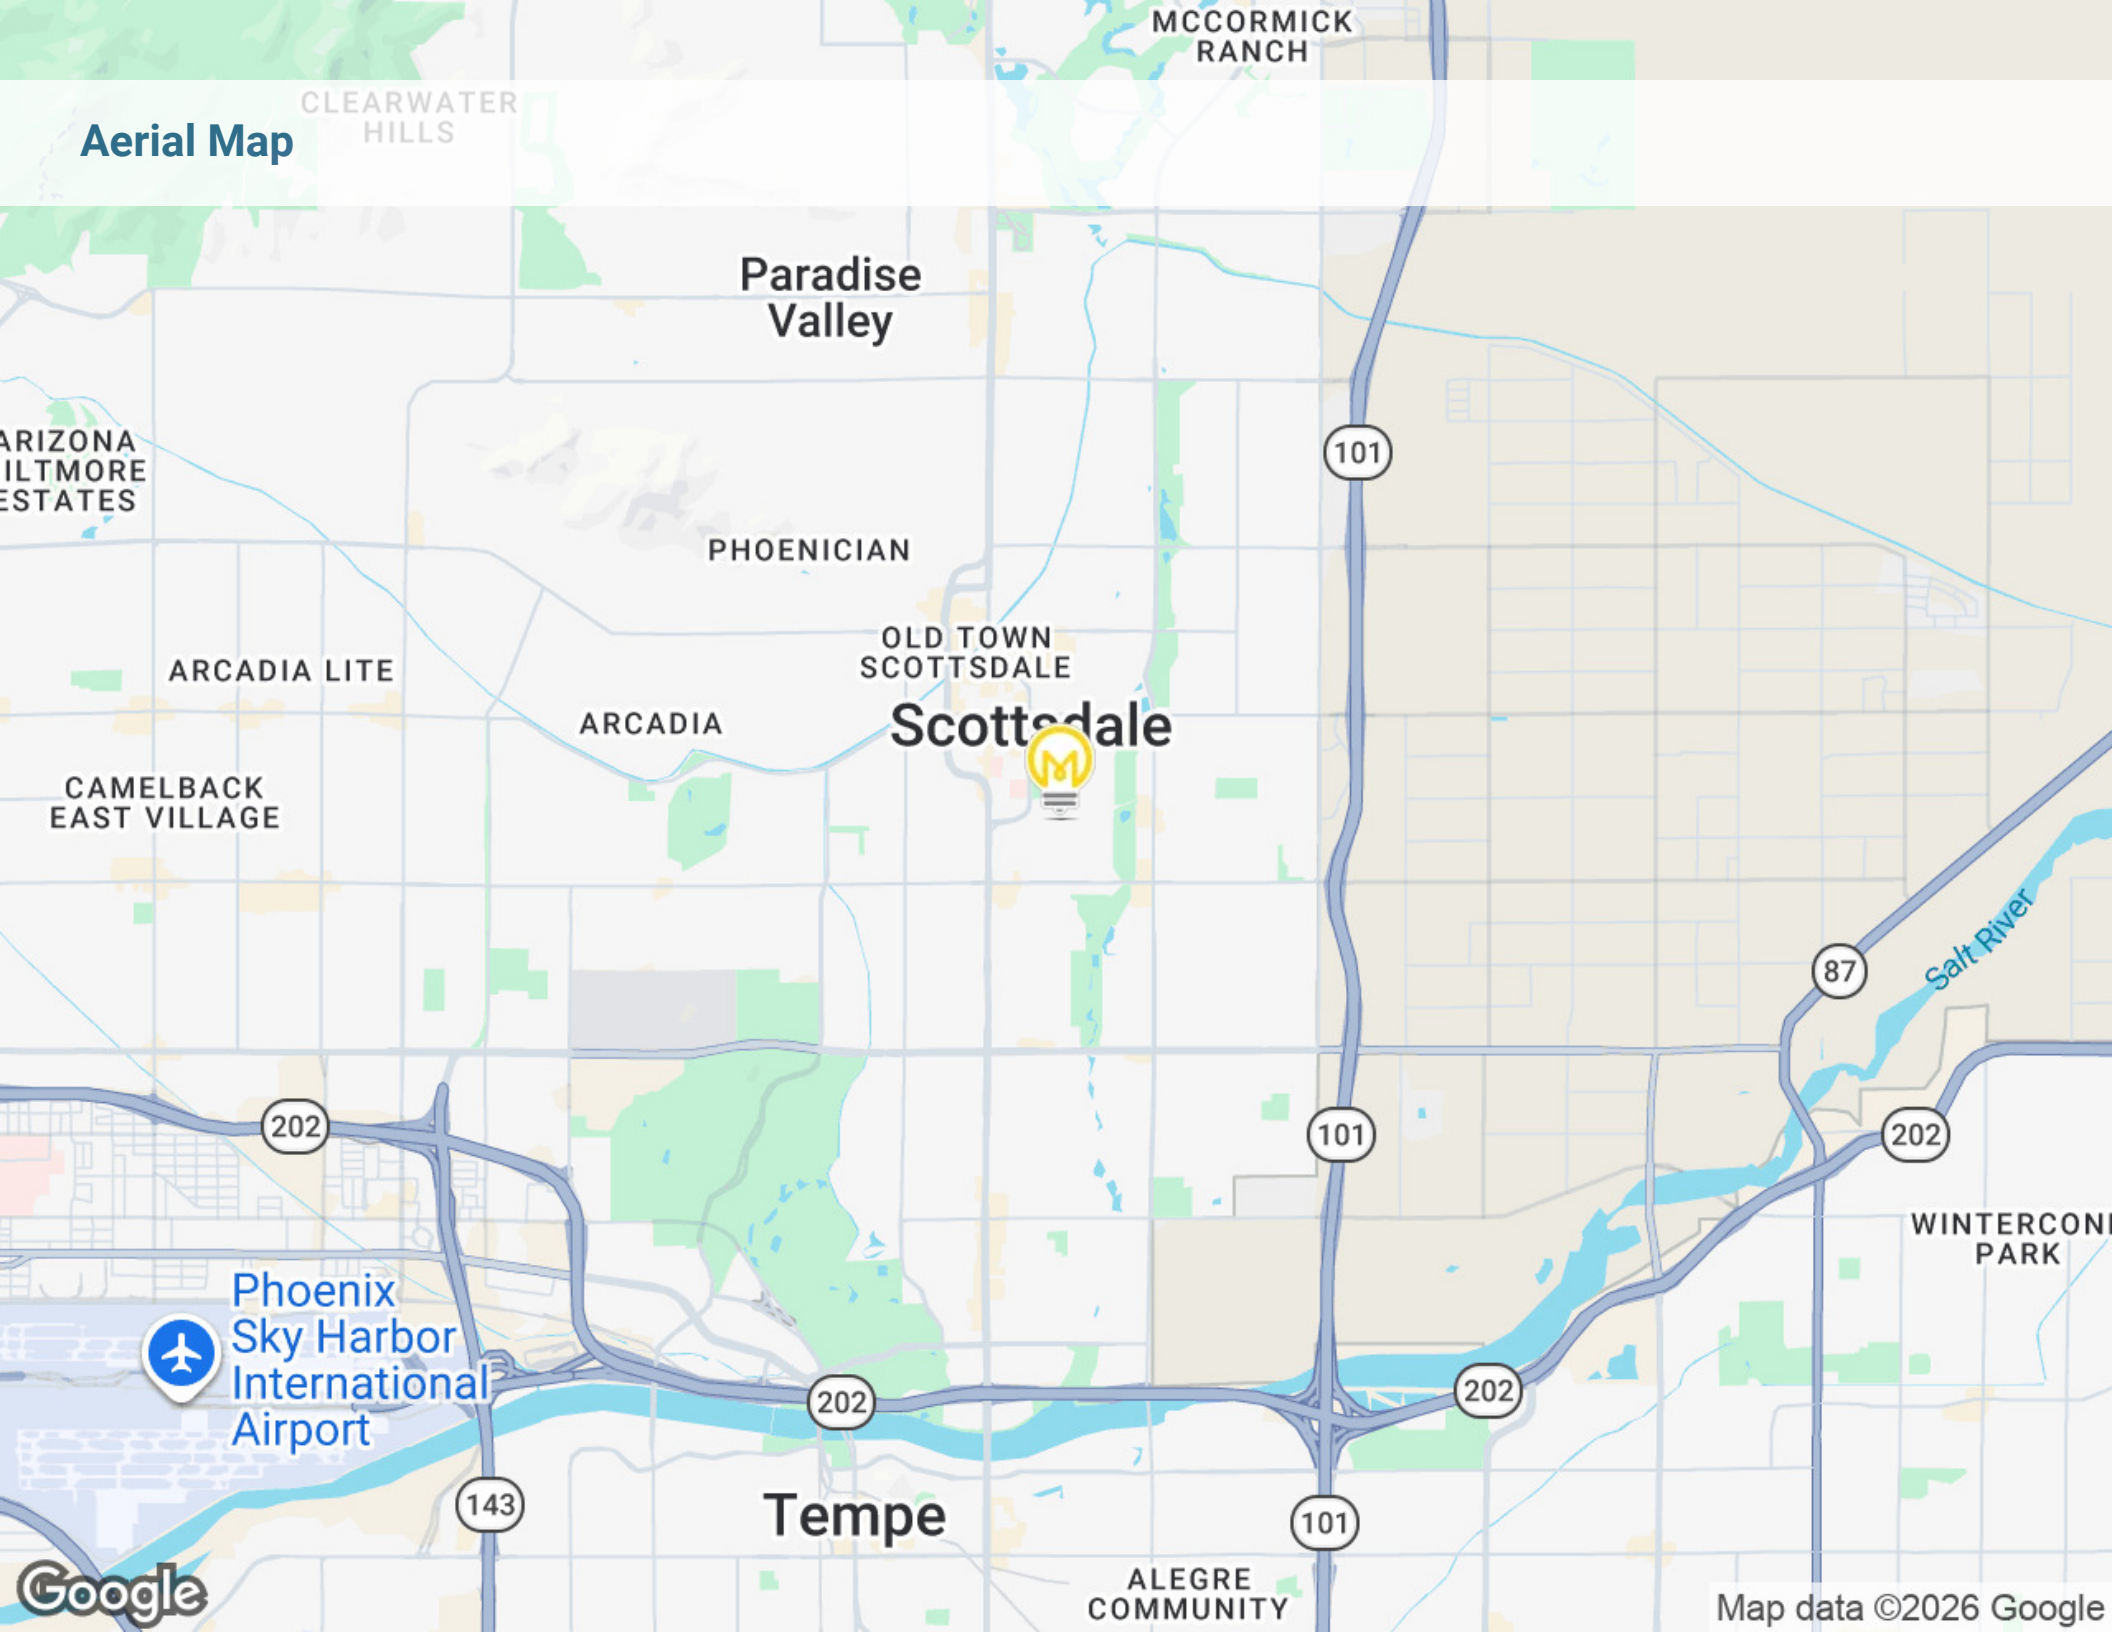 MCCORMICK
RANCH
CLEARWATER
HILLS
Aerial Map
Paradise
Valley
101
ARIZONA
ILTMORE
ESTATES
PHOENICIAN
OLD TOWN
SCOTTSDALE
ARCADIA LITE
ARCADIA
Scottsdale
M
CAMELBACK
EAST VILLAGE
87
Salt River
202
101
202
WINTERCON
PARK
Phoenix
Sky Harbor
International
Airport
202
202
143
Tempe
101
ALEGRE
COMMUNITY
Google
Map data ©2026 Google